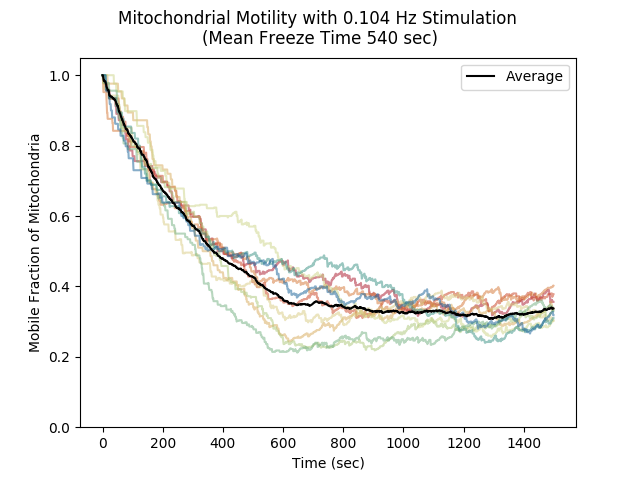 Mitochondrial Motility with 0.104 Hz Stimulation
(Mean Freeze Time 540 sec)
Average
Mobile Fraction of Mitochondria
1.0
0.8
0.6
0.4
0.2
0.0
0 200 400 600 800 1000 1200 1400
Time (sec)